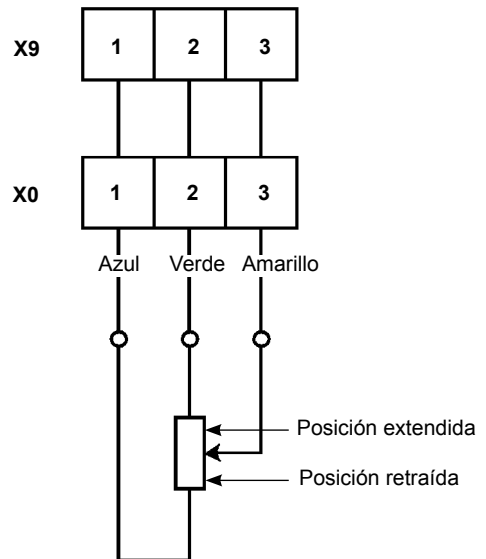 X9 1 2 3
X0 1 2 3
Azul Verde Amarillo
Posición extendida
Posición retraída